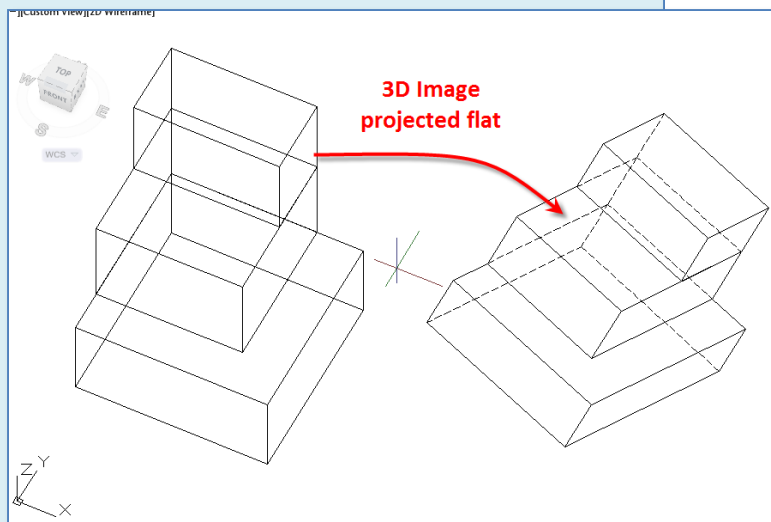 [–][Custom View][2D Wireframe]
3D Image
projected flat
TOP
FRONT
W
E
S
WCS
Z
Y
X